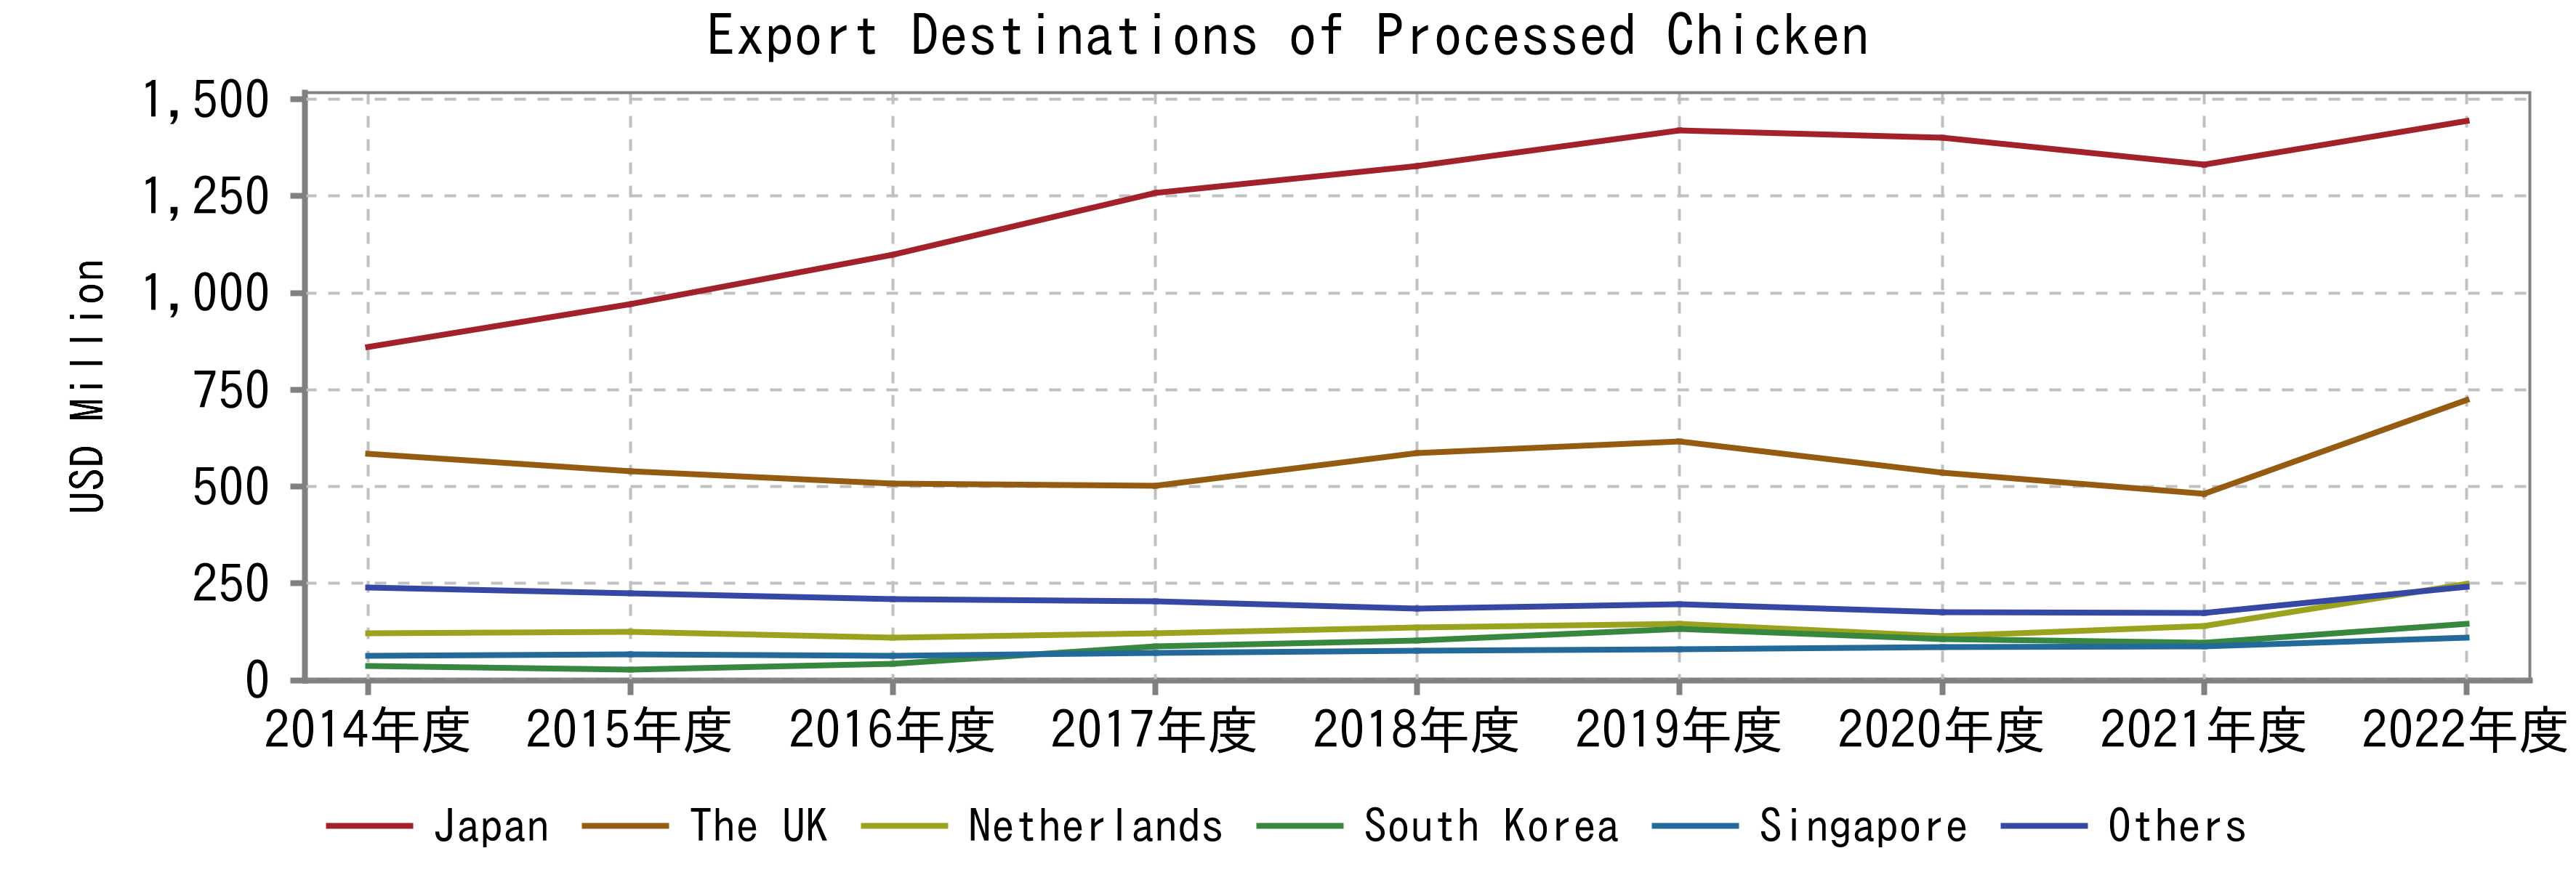 Export Destinations of Processed Chicken
USD Million
1,500
1,250
1,000
750
500
250
0
2014年度 2015年度 2016年度 2017年度 2018年度 2019年度 2020年度 2021年度 2022年度
Japan The UK Netherlands South Korea Singapore Others